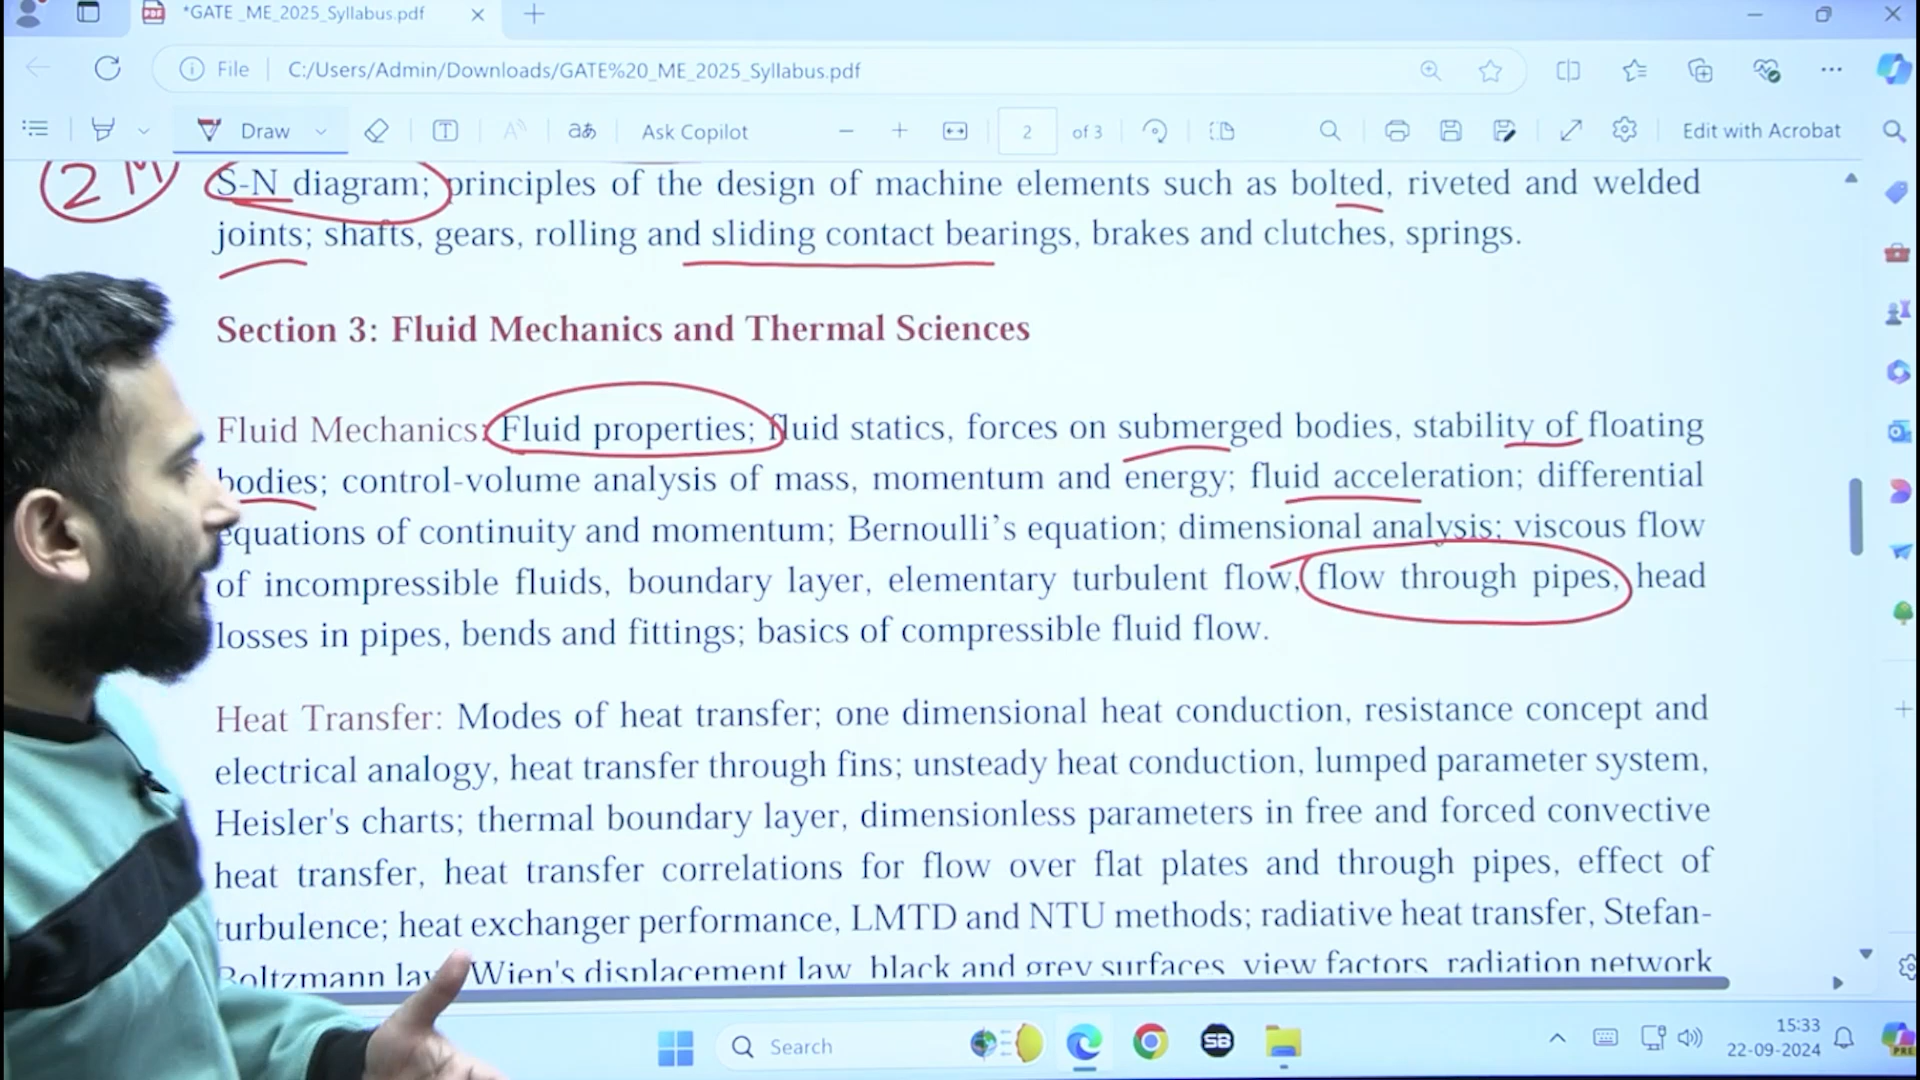 *GATE _ME_2025_Syllabus.pdf
File
C:/Users/Admin/Downloads/GATE%20_ME_2025_Syllabus.pdf
Draw
Ask Copilot
2
of 3
Edit with Acrobat
2 M
S-N diagram; principles of the design of machine elements such as bolted, riveted and welded
joints; shafts, gears, rolling and sliding contact bearings, brakes and clutches, springs.
Section 3: Fluid Mechanics and Thermal Sciences
Fluid Mechanics: Fluid properties; fluid statics, forces on submerged bodies, stability of floating
bodies; control-volume analysis of mass, momentum and energy; fluid acceleration; differential
equations of continuity and momentum; Bernoulli’s equation; dimensional analysis; viscous flow
of incompressible fluids, boundary layer, elementary turbulent flow, flow through pipes, head
losses in pipes, bends and fittings; basics of compressible fluid flow.
Heat Transfer: Modes of heat transfer; one dimensional heat conduction, resistance concept and
electrical analogy, heat transfer through fins; unsteady heat conduction, lumped parameter system,
Heisler's charts; thermal boundary layer, dimensionless parameters in free and forced convective
heat transfer, heat transfer correlations for flow over flat plates and through pipes, effect of
turbulence; heat exchanger performance, LMTD and NTU methods; radiative heat transfer, Stefan-
Boltzmann law, Wien's displacement law, black and grey surfaces, view factors, radiation network
Search
SB
15:33
22-09-2024
PRE